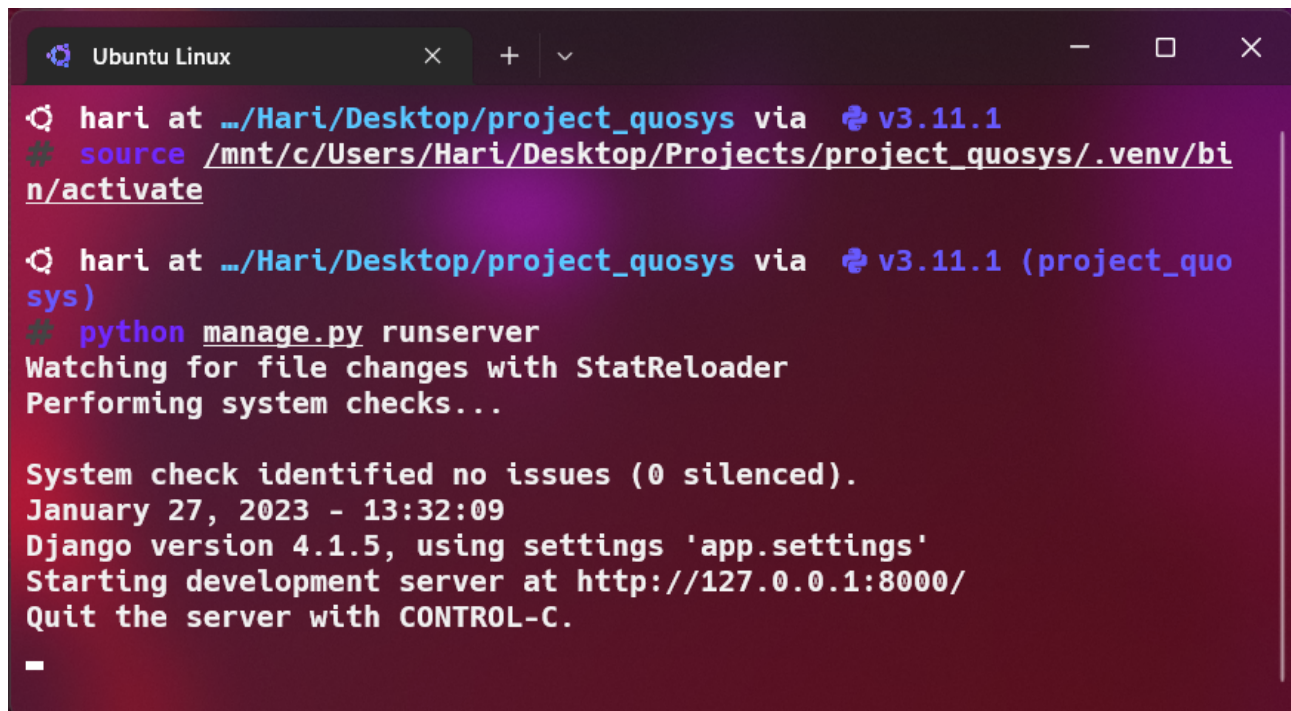 Ubuntu Linux
hari at …/Hari/Desktop/project_quosys via v3.11.1
# source /mnt/c/Users/Hari/Desktop/Projects/project_quosys/.venv/bi
n/activate
hari at …/Hari/Desktop/project_quosys via v3.11.1 (project_quo
sys)
# python manage.py runserver
Watching for file changes with StatReloader
Performing system checks...
System check identified no issues (0 silenced).
January 27, 2023 - 13:32:09
Django version 4.1.5, using settings 'app.settings'
Starting development server at http://127.0.0.1:8000/
Quit the server with CONTROL-C.